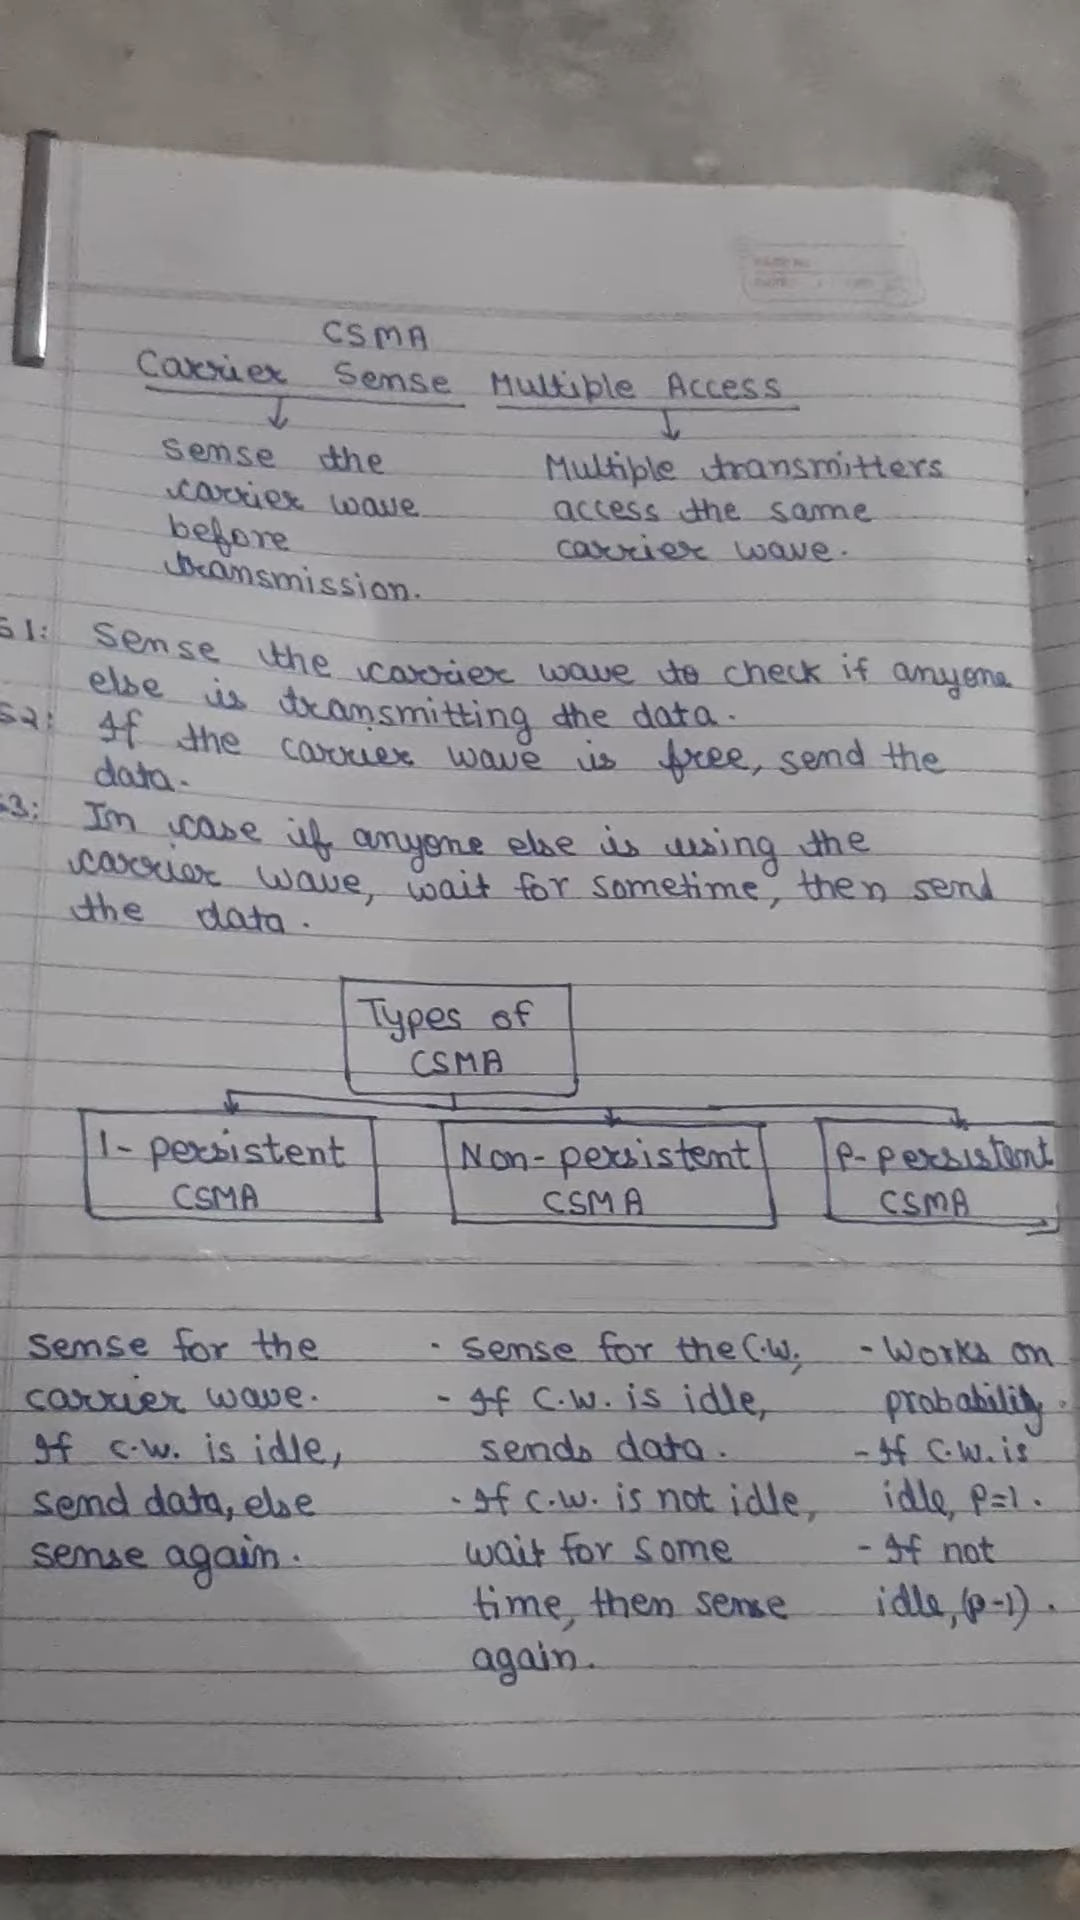 CSMA
Carrier Sense Multiple Access
sense the
carrier wave
before
transmission.
Multiple transmitters
access the same
carrier wave.
S1: Sense the carrier wave to check if anyone
else is transmitting the data.
S2: If the carrier wave is free, send the
data.
3: In case if anyone else is using the
carrier wave, wait for sometime, then send
the data.
Types of
CSMA
1- persistent
CSMA
Non-persistent
CSMA
P-persistent
CSMA
sense for the
carrier wave.
If c.w. is idle,
send data, else
sense again.
. sense for the C.W.
- If C.W. is idle,
sends data.
. If c.w. is not idle,
wait for some
time, then sense
again.
- Works on
probability.
- If C.W. is
idle, P=1.
- If not
idle, (p-1).